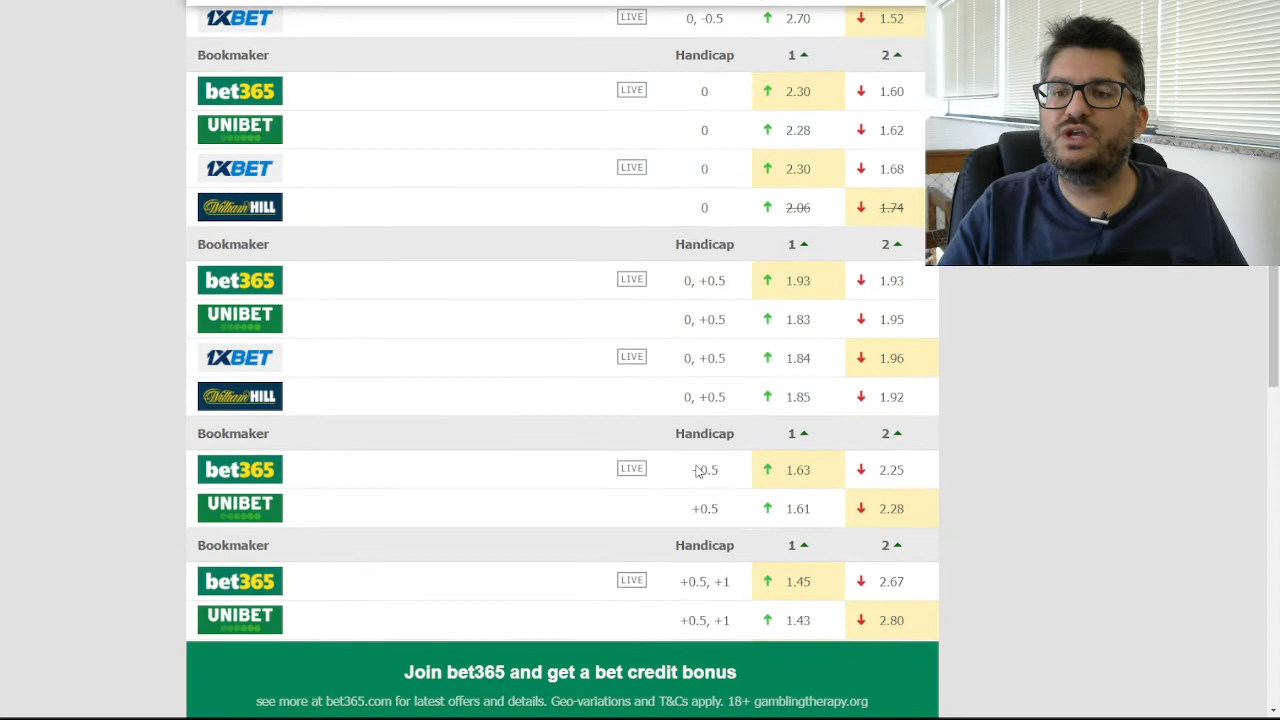 1XBET LIVE 2.70 1.52
Bookmaker Handicap 1 2
bet365 LIVE 0 2.30 1.60
UNIBET 0 2.28 1.62
1XBET LIVE 0 2.30 1.68
William HILL 0 2.06 1.74
Bookmaker Handicap 1 2
bet365 LIVE 0, +0.5 1.93 1.93
UNIBET 0, +0.5 1.83 1.95
1XBET LIVE 0, +0.5 1.84 1.96
William HILL 0, +0.5 1.85 1.92
Bookmaker Handicap 1 2
bet365 LIVE 1.63 2.25
UNIBET +0.5 1.61 2.28
Bookmaker Handicap 1 2
bet365 LIVE +0.5, +1 1.45 2.67
UNIBET +0.5, +1 1.43 2.80
Join bet365 and get a bet credit bonus
see more at bet365.com for latest offers and details. Geo-variations and T&Cs apply. 18+ gamblingtherapy.org